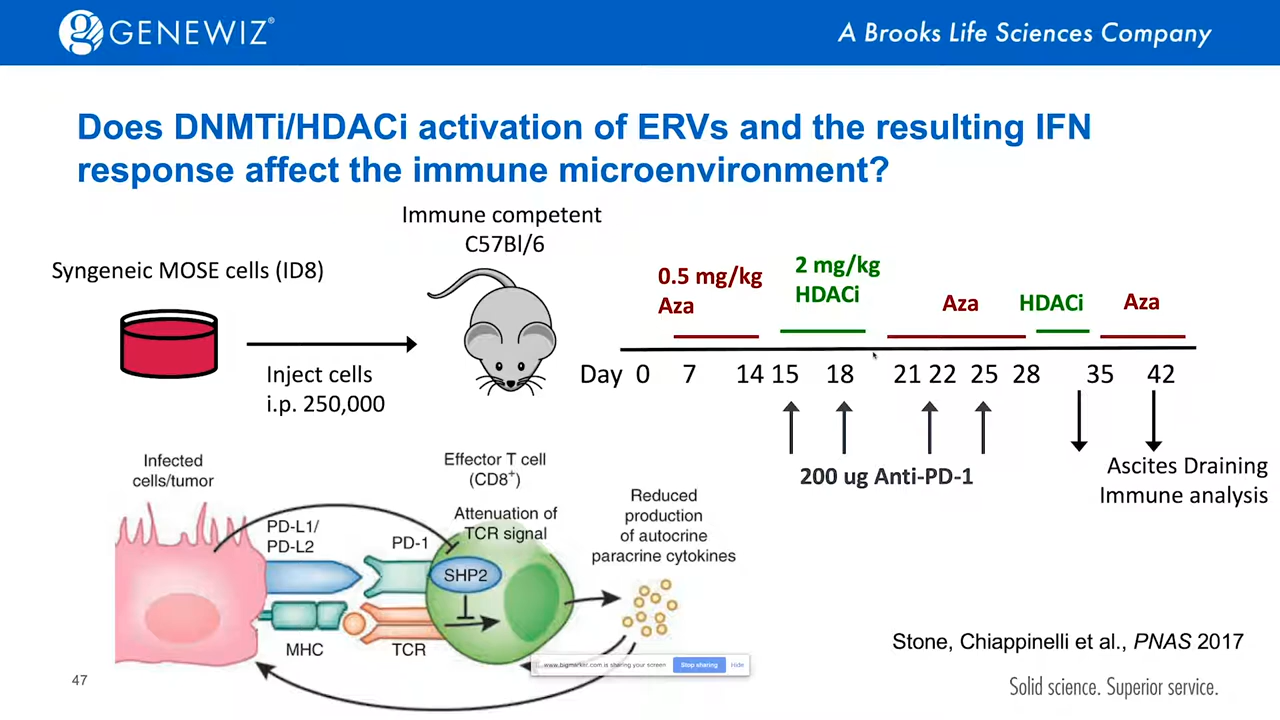 GENEWIZ®
A Brooks Life Sciences Company
Does DNMTi/HDACi activation of ERVs and the resulting IFN
response affect the immune microenvironment?
Syngeneic MOSE cells (ID8)
Inject cells
i.p. 250,000
Immune competent
C57Bl/6
0.5 mg/kg
Aza
2 mg/kg
HDACi
Aza
HDACi
Aza
Day 0 7 14 15 18 21 22 25 28 35 42
200 ug Anti-PD-1
Ascites Draining
Immune analysis
Infected
cells/tumor
PD-L1/
PD-L2
MHC
PD-1
TCR
Effector T cell
(CD8+)
Attenuation of
TCR signal
SHP2
Reduced
production
of autocrine
paracrine cytokines
www.bigmarker.com is sharing your screen
Stop sharing
Hide
Stone, Chiappinelli et al., PNAS 2017
47
Solid science. Superior service.